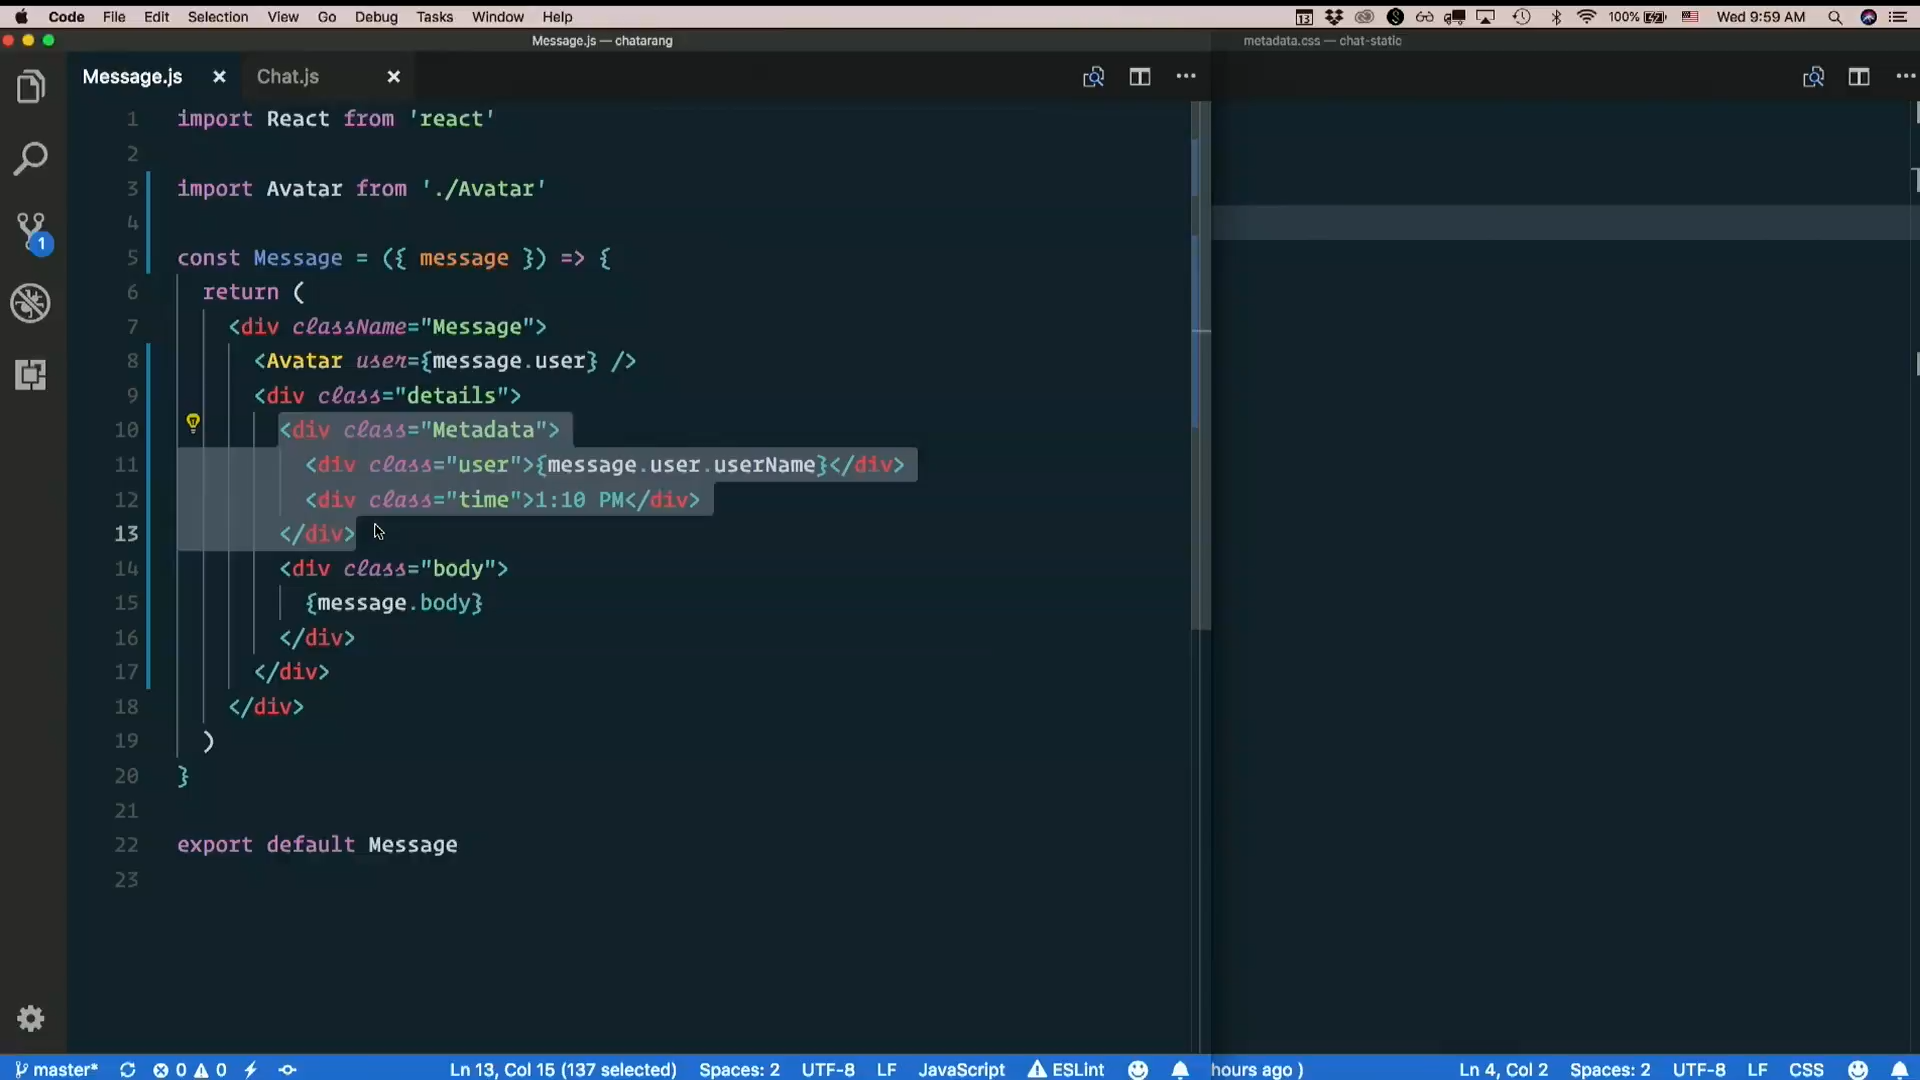 Code File Edit Selection View Go Debug Tasks Window Help
13 100% Wed 9:59 AM
Message.js — chatarang
metadata.css — chat-static
Message.js × Chat.js ×
1 import React from 'react'
2
3 import Avatar from './Avatar'
4
5 const Message = ({ message }) => {
6 return (
7 <div className="Message">
8 <Avatar user={message.user} />
9 <div class="details">
10 <div class="Metadata">
11 <div class="user">{message.user.userName}</div>
12 <div class="time">1:10 PM</div>
13 </div>
14 <div class="body">
15 {message.body}
16 </div>
17 </div>
18 </div>
19 )
20 }
21
22 export default Message
23
1
master* 0 0 Ln 13, Col 15 (137 selected) Spaces: 2 UTF-8 LF JavaScript ESLint
hours ago ) Ln 4, Col 2 Spaces: 2 UTF-8 LF CSS